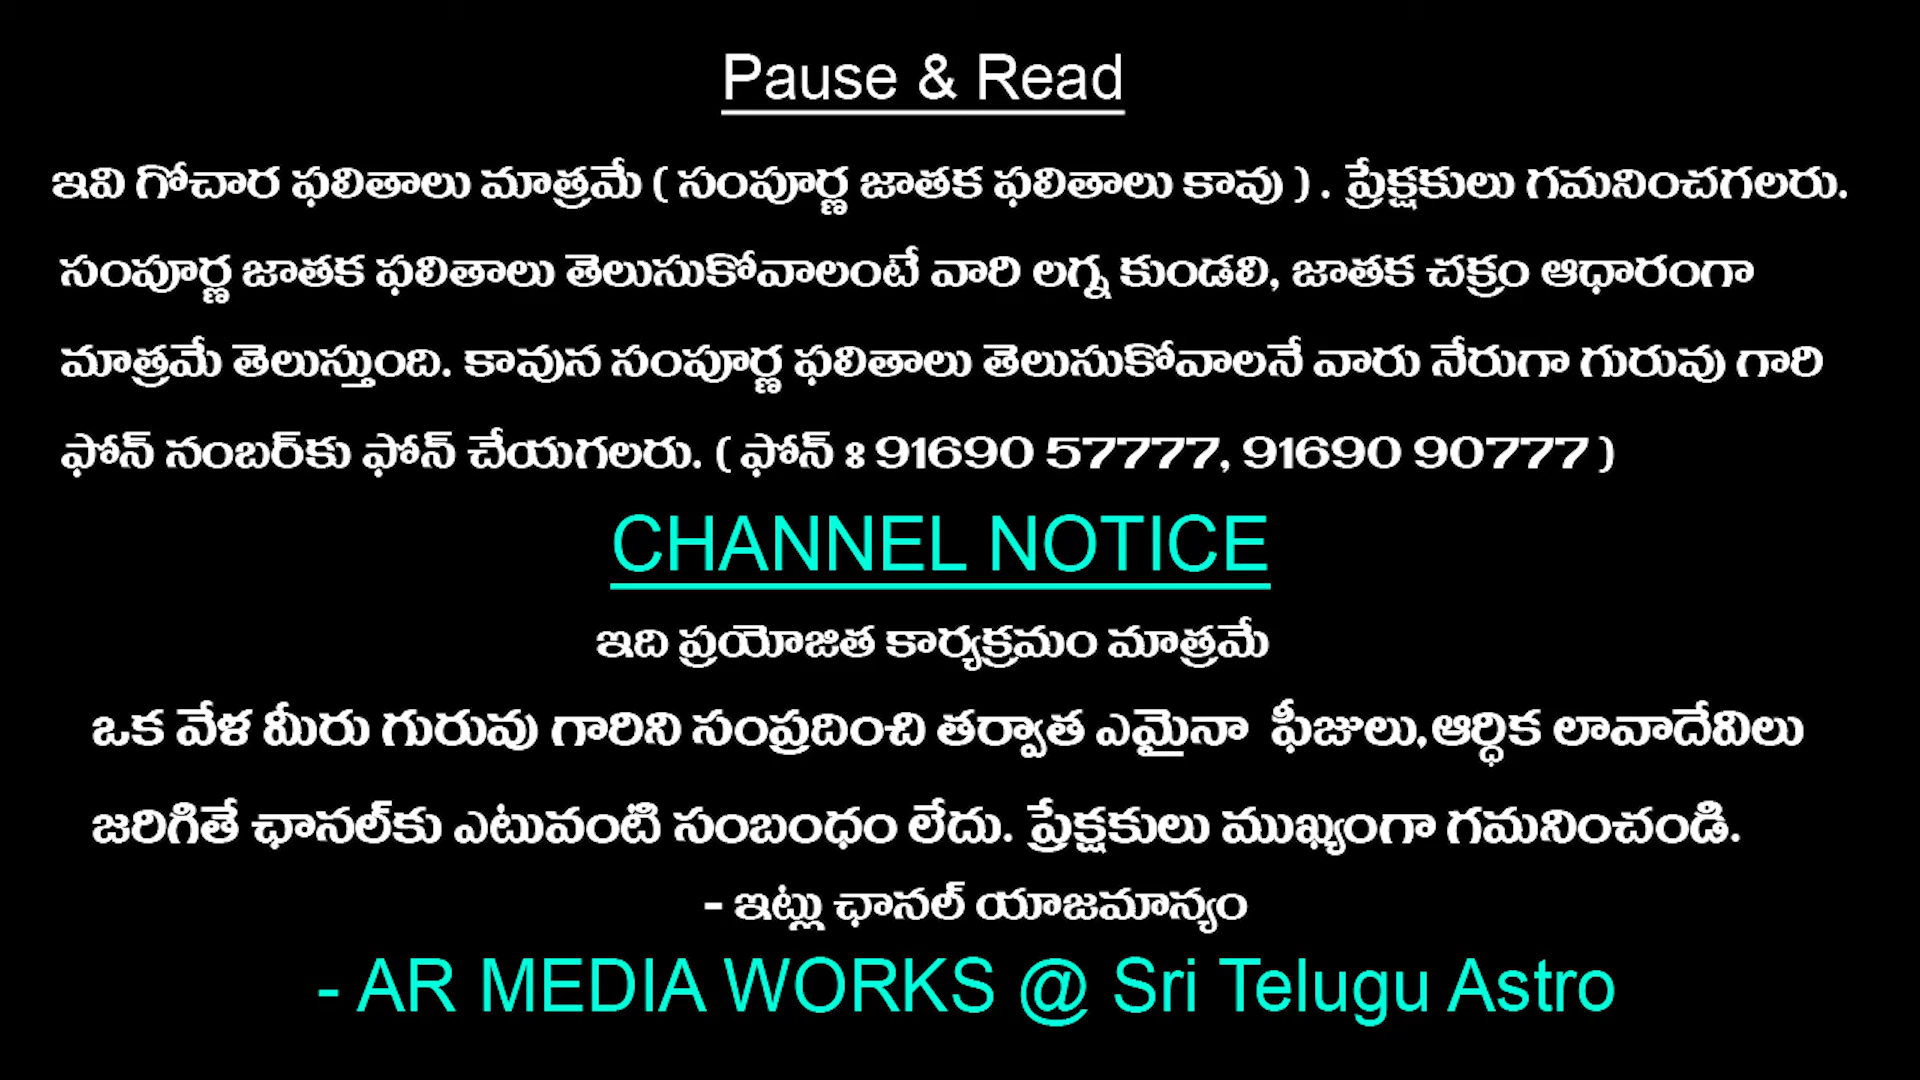 Pause & Read
ఇవి గోచార ఫలితాలు మాత్రమే ( సంపూర్ణ జాతక ఫలితాలు కావు ) . ప్రేక్షకులు గమనించగలరు.
సంపూర్ణ జాతక ఫలితాలు తెలుసుకోవాలంటే వారి లగ్న కుండలి, జాతక చక్రం ఆధారంగా
మాత్రమే తెలుస్తుంది. కావున సంపూర్ణ ఫలితాలు తెలుసుకోవాలనే వారు నేరుగా గురువు గారి
ఫోన్ నంబర్‌కు ఫోన్ చేయగలరు. ( ఫోన్ ః 91690 57777, 91690 90777 )
CHANNEL NOTICE
ఇది ప్రయోజిత కార్యక్రమం మాత్రమే
ఒక వేళ మీరు గురువు గారిని సంప్రదించి తర్వాత ఎమైనా ఫీజులు,ఆర్ధిక లావాదేవిలు
జరిగితే ఛానల్‌కు ఎటువంటి సంబంధం లేదు. ప్రేక్షకులు ముఖ్యంగా గమనించండి.
- ఇట్లు ఛానల్ యాజమాన్యం
- AR MEDIA WORKS @ Sri Telugu Astro